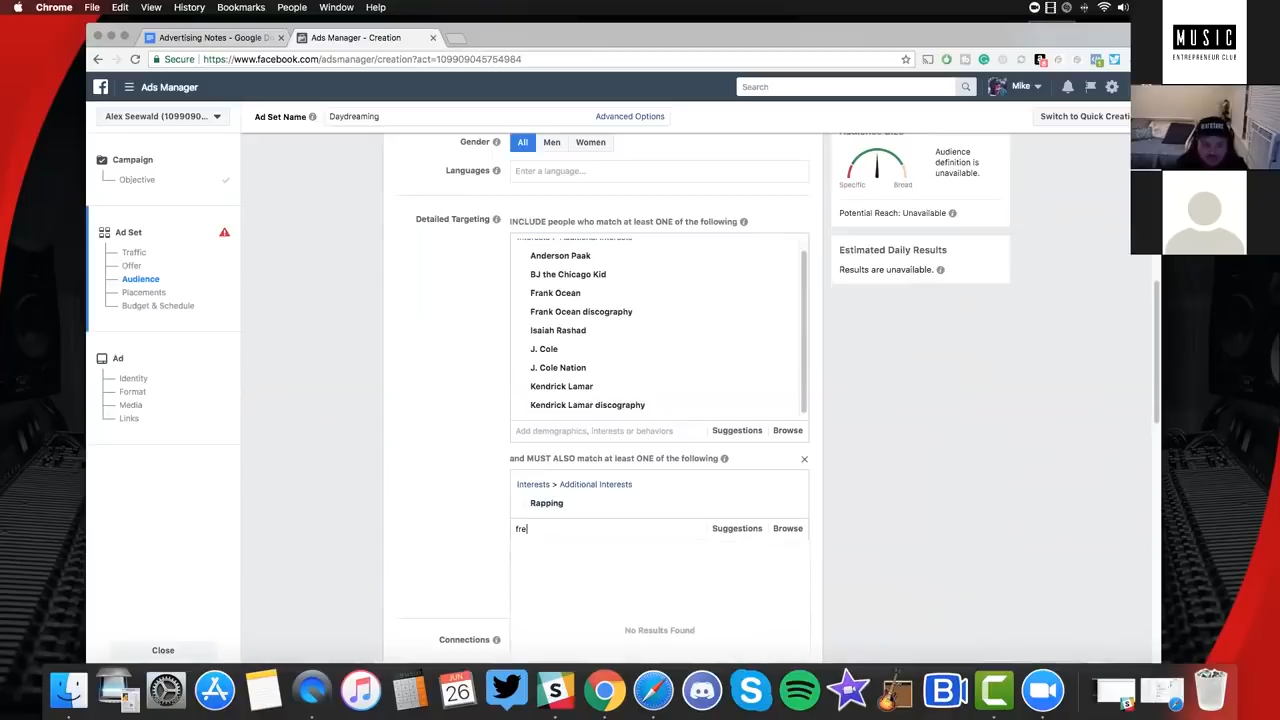 Chrome File Edit View History Bookmarks People Window Help
Advertising Notes - Google D
Ads Manager - Creation
Secure https://www.facebook.com/adsmanager/creation?act=109909045754984
Ads Manager
Search
Mike
Alex Seewald (1099090...
Ad Set Name
Daydreaming
Advanced Options
Switch to Quick Creati
Campaign
Objective
Ad Set
Traffic
Offer
Audience
Placements
Budget & Schedule
Ad
Identity
Format
Media
Links
Close
Gender
All Men Women
Languages
Enter a language...
Detailed Targeting
INCLUDE people who match at least ONE of the following
Interests > Additional Interests
Anderson Paak
BJ the Chicago Kid
Frank Ocean
Frank Ocean discography
Isaiah Rashad
J. Cole
J. Cole Nation
Kendrick Lamar
Kendrick Lamar discography
Add demographics, interests or behaviors
Suggestions Browse
and MUST ALSO match at least ONE of the following
Interests > Additional Interests
Rapping
fre
Suggestions Browse
No Results Found
Connections
Audience Size
Audience
definition is
unavailable.
Specific Broad
Potential Reach: Unavailable
Estimated Daily Results
Results are unavailable.
MUSIC
ENTREPRENEUR CLUB
JUN
26